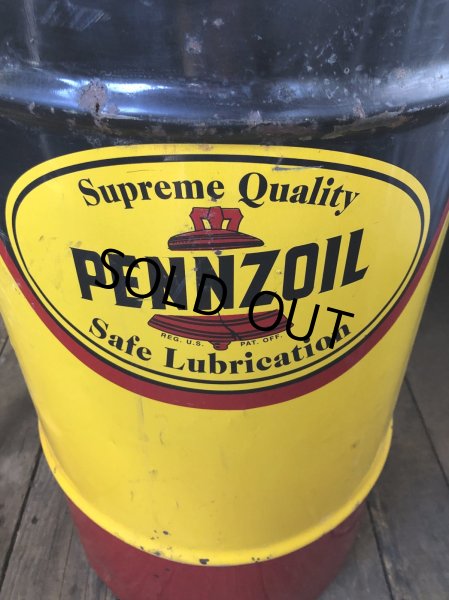 Supreme Quality
PENNZOIL
SOLD OUT
REG. U.S. PAT. OFF.
Safe Lubrication